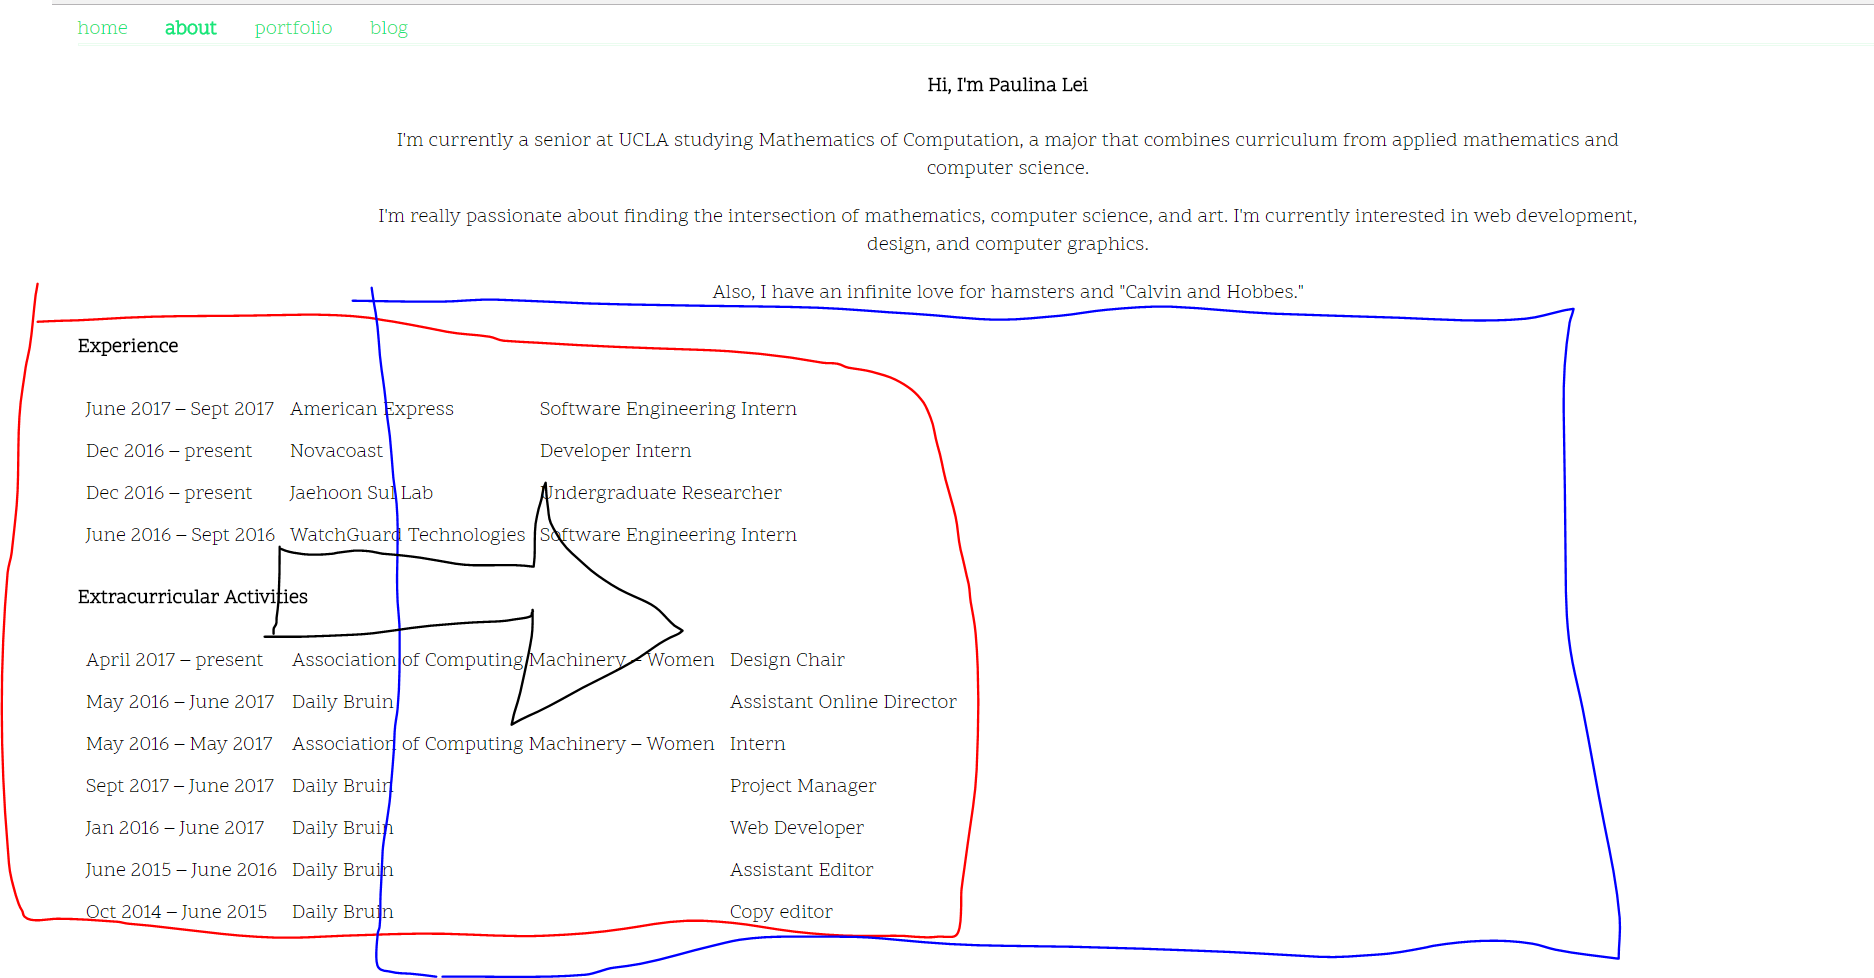 home about portfolio blog
Hi, I'm Paulina Lei
I'm currently a senior at UCLA studying Mathematics of Computation, a major that combines curriculum from applied mathematics and
computer science.
I'm really passionate about finding the intersection of mathematics, computer science, and art. I'm currently interested in web development,
design, and computer graphics.
Also, I have an infinite love for hamsters and "Calvin and Hobbes."
Experience
June 2017 – Sept 2017 American Express Software Engineering Intern
Dec 2016 – present Novacoast Developer Intern
Dec 2016 – present Jaehoon Sul Lab Undergraduate Researcher
June 2016 – Sept 2016 WatchGuard Technologies Software Engineering Intern
Extracurricular Activities
April 2017 – present Association of Computing Machinery – Women Design Chair
May 2016 – June 2017 Daily Bruin Assistant Online Director
May 2016 – May 2017 Association of Computing Machinery – Women Intern
Sept 2017 – June 2017 Daily Bruin Project Manager
Jan 2016 – June 2017 Daily Bruin Web Developer
June 2015 – June 2016 Daily Bruin Assistant Editor
Oct 2014 – June 2015 Daily Bruin Copy editor